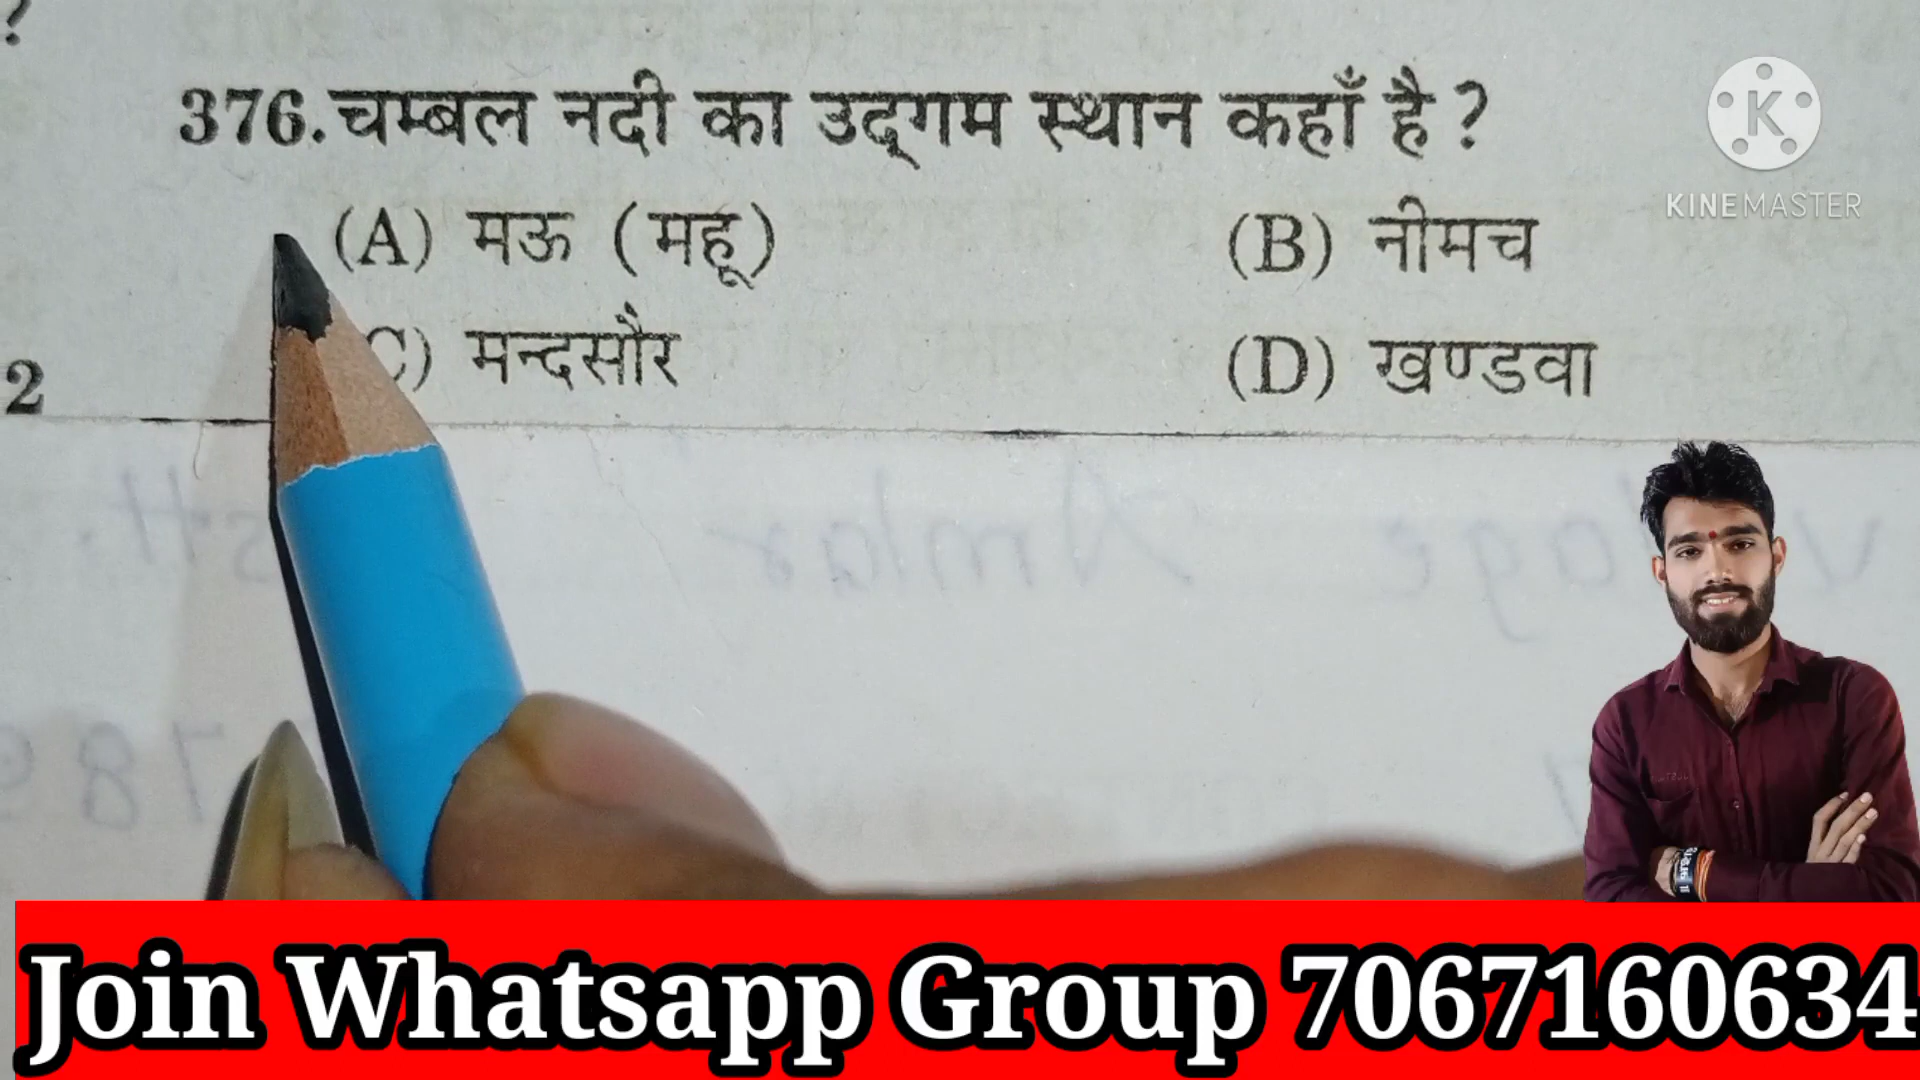 ?
376. चम्बल नदी का उद्गम स्थान कहाँ है ?
(A) मऊ (महू)
(B) नीमच
C) मन्दसौर
(D) खण्डवा
2
KINEMASTER
Join Whatsapp Group 7067160634